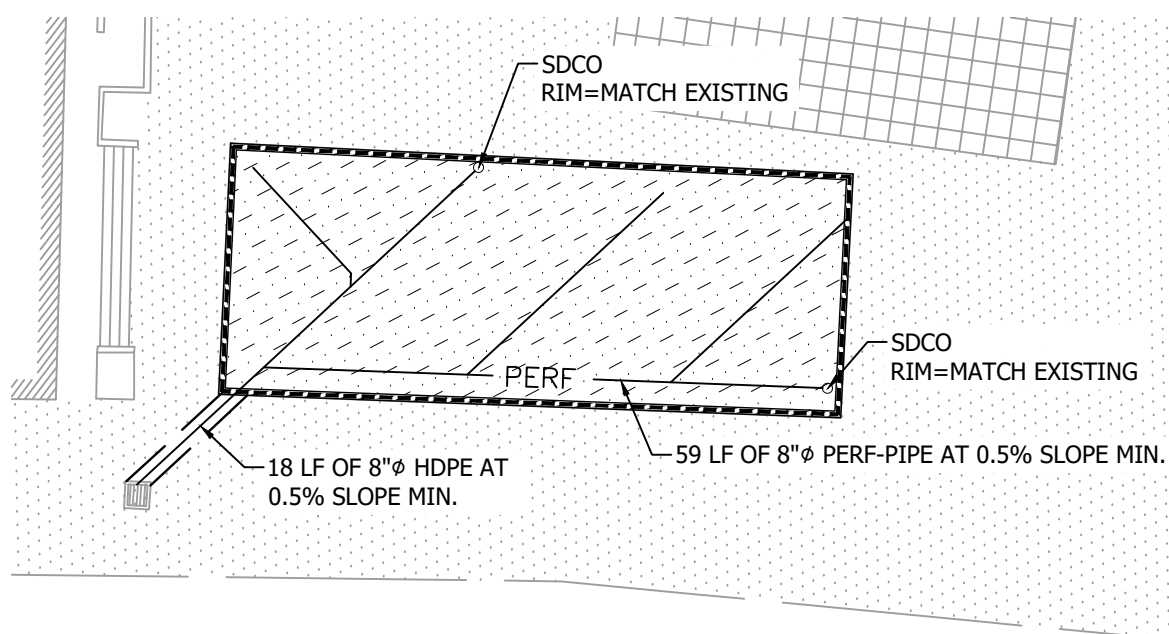 SDCO
RIM=MATCH EXISTING
PERF
SDCO
RIM=MATCH EXISTING
59 LF OF 8"⌀ PERF-PIPE AT 0.5% SLOPE MIN.
18 LF OF 8"⌀ HDPE AT
0.5% SLOPE MIN.